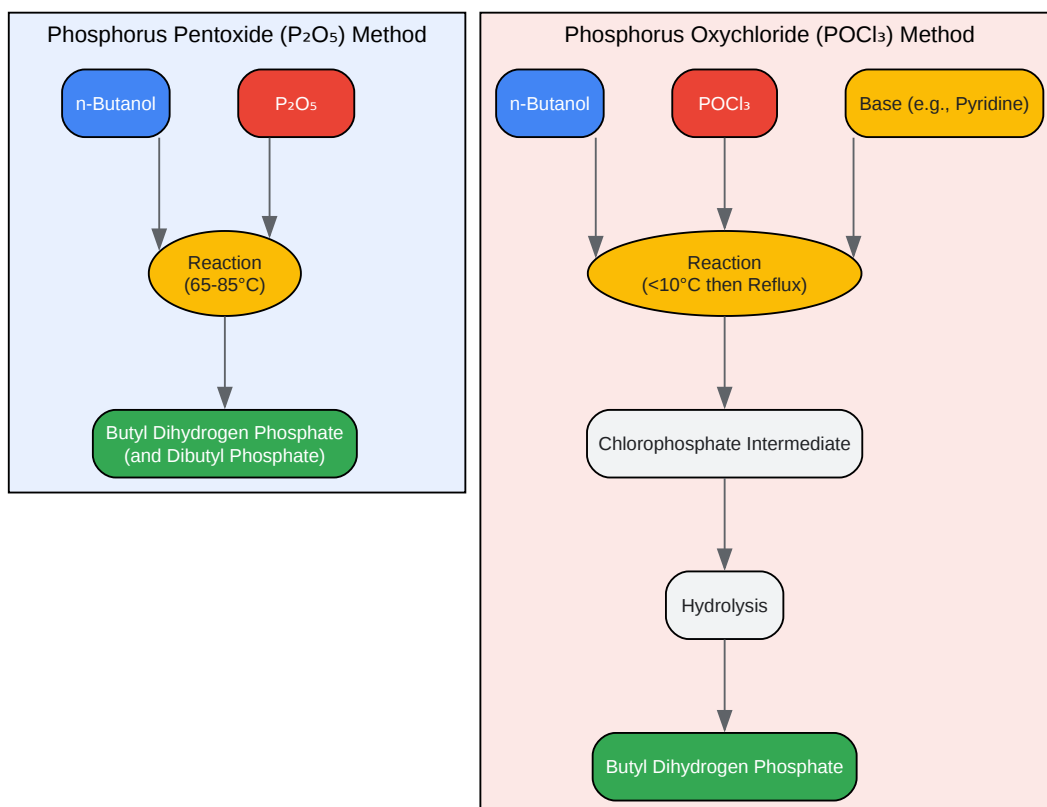 Phosphorus Pentoxide (P₂O₅) Method
n-Butanol
P₂O₅
Reaction
(65-85°C)
Butyl Dihydrogen Phosphate
(and Dibutyl Phosphate)
Phosphorus Oxychloride (POCl₃) Method
n-Butanol
POCl₃
Base (e.g., Pyridine)
Reaction
(<10°C then Reflux)
Chlorophosphate Intermediate
Hydrolysis
Butyl Dihydrogen Phosphate